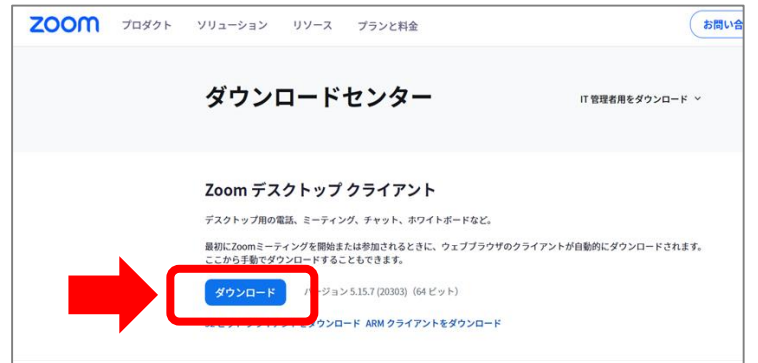 zoom プロダクト ソリューション リソース プランと料金 お問い合
ダウンロードセンター
IT 管理者用をダウンロード
Zoom デスクトップ クライアント
デスクトップ用の電話、ミーティング、チャット、ホワイトボードなど。
最初にZoomミーティングを開始または参加されるときに、ウェブブラウザのクライアントが自動的にダウンロードされます。
ここから手動でダウンロードすることもできます。
ダウンロード ージョン 5.15.7 (20303) (64 ビット)
ダウンロード ARM クライアントをダウンロード